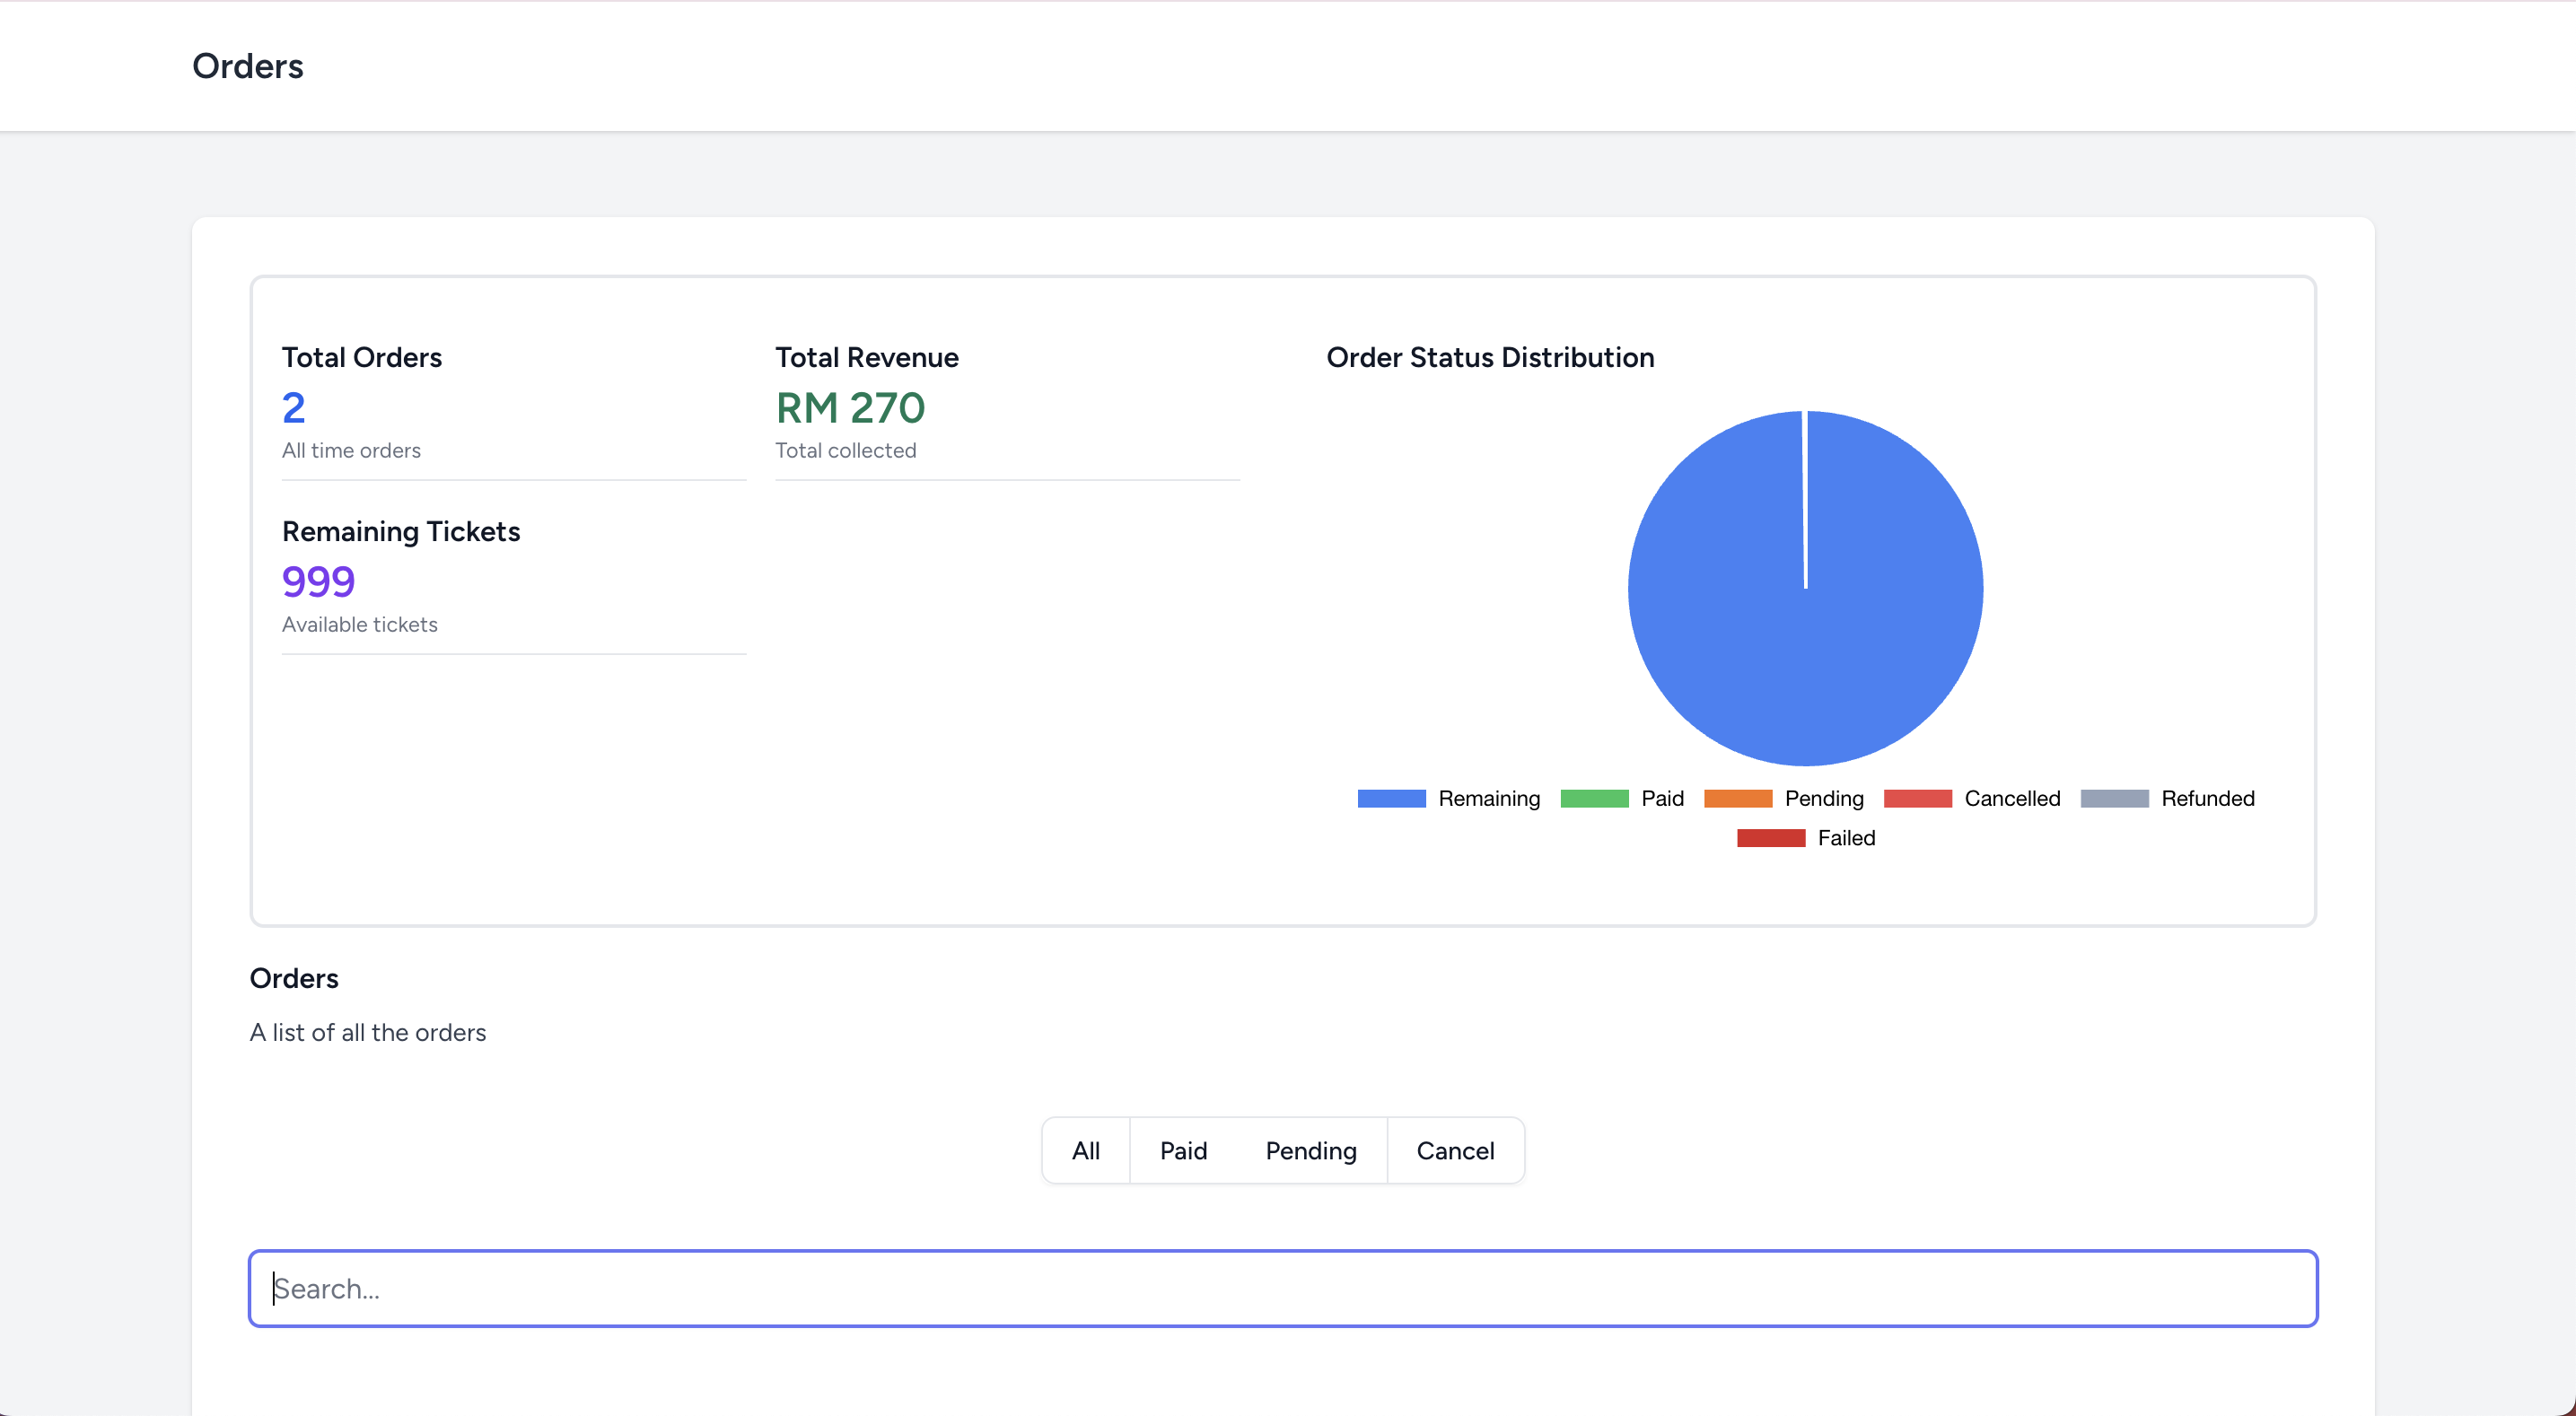 Orders
Total Orders
2
All time orders
Total Revenue
RM 270
Total collected
Remaining Tickets
999
Available tickets
Order Status Distribution
Remaining Paid Pending Cancelled Refunded
Failed
Orders
A list of all the orders
All Paid Pending Cancel
Search...